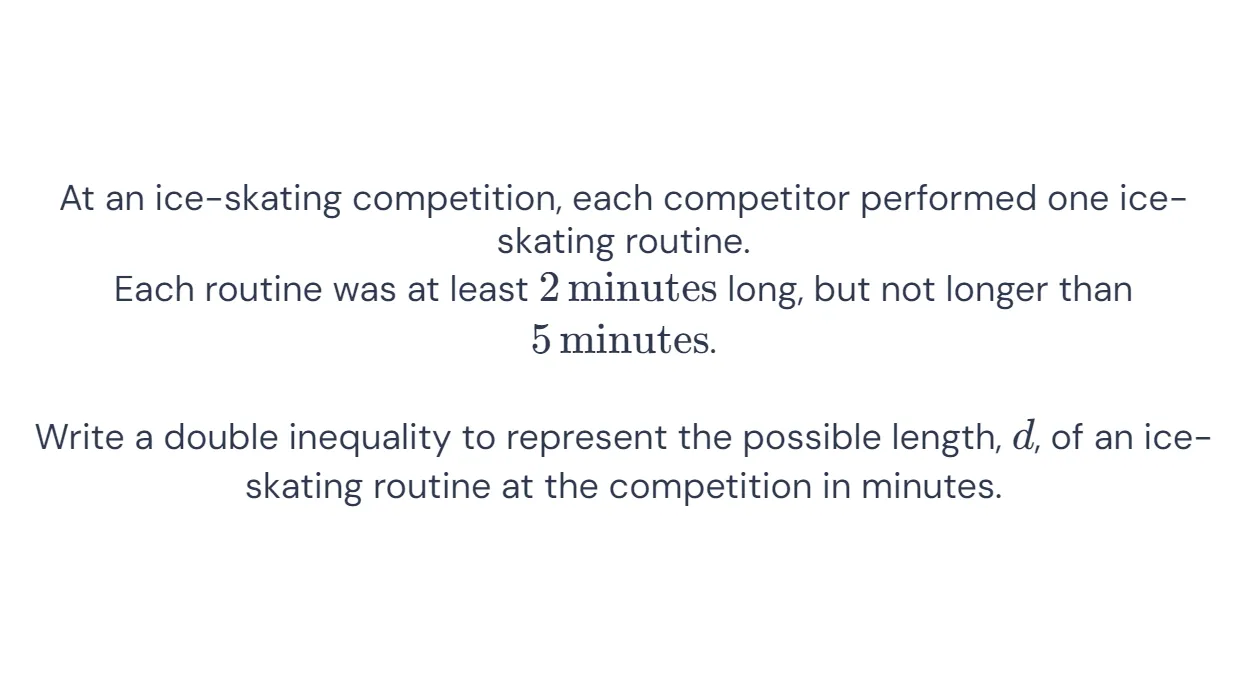 At an ice-skating competition, each competitor performed one ice-
skating routine.
Each routine was at least 2 minutes long, but not longer than
5 minutes.
Write a double inequality to represent the possible length, d, of an ice-
skating routine at the competition in minutes.